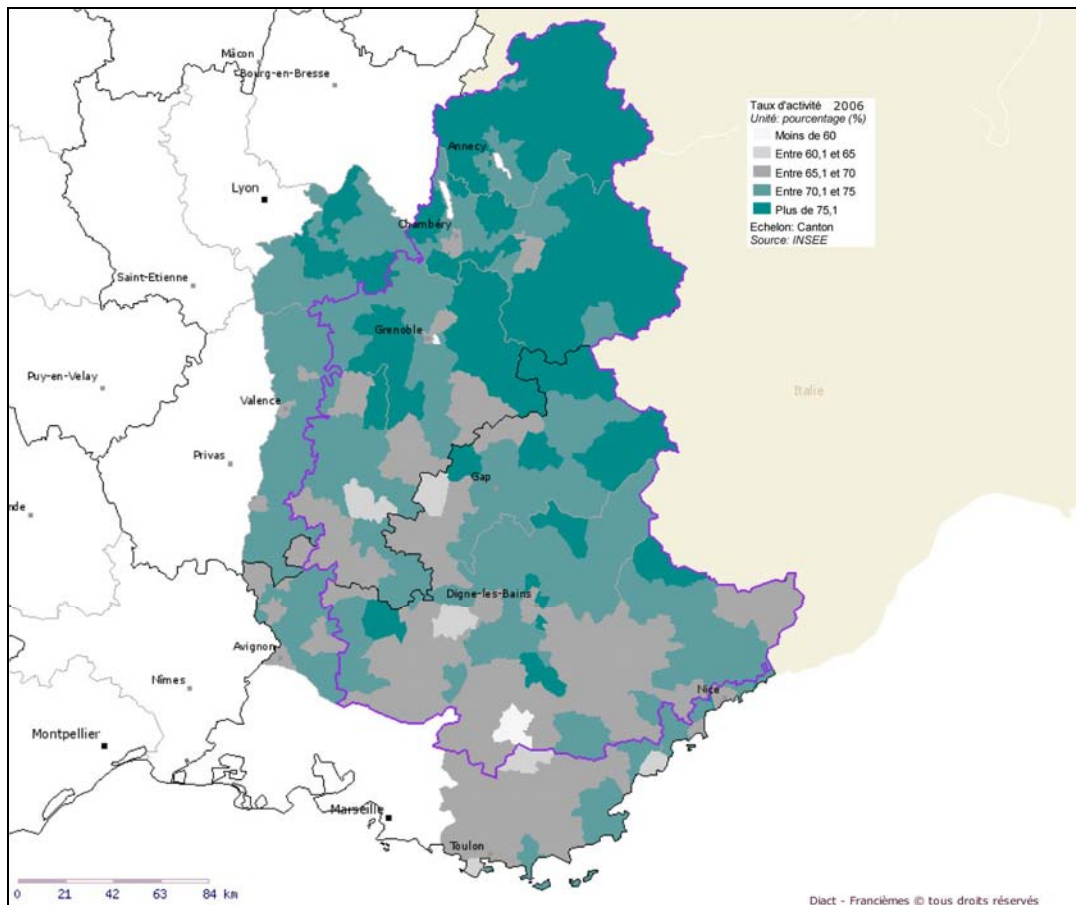 Mâcon
Bourg-en-Bresse
Taux d'activité 2006
Unité: pourcentage (%)
Moins de 60
Entre 60,1 et 65
Entre 65,1 et 70
Entre 70,1 et 75
Plus de 75,1
Echelon: Canton
Source: INSEE
Annecy
Lyon
Chambéry
Saint-Etienne
Grenoble
Puy-en-Velay
Italie
Valence
Privas
Gap
nde
Digne-les-Bains
Avignon
Nîmes
Nice
Montpellier
Marseille
Toulon
0 21 42 63 84 km
Diact - Francièmes © tous droits réservés